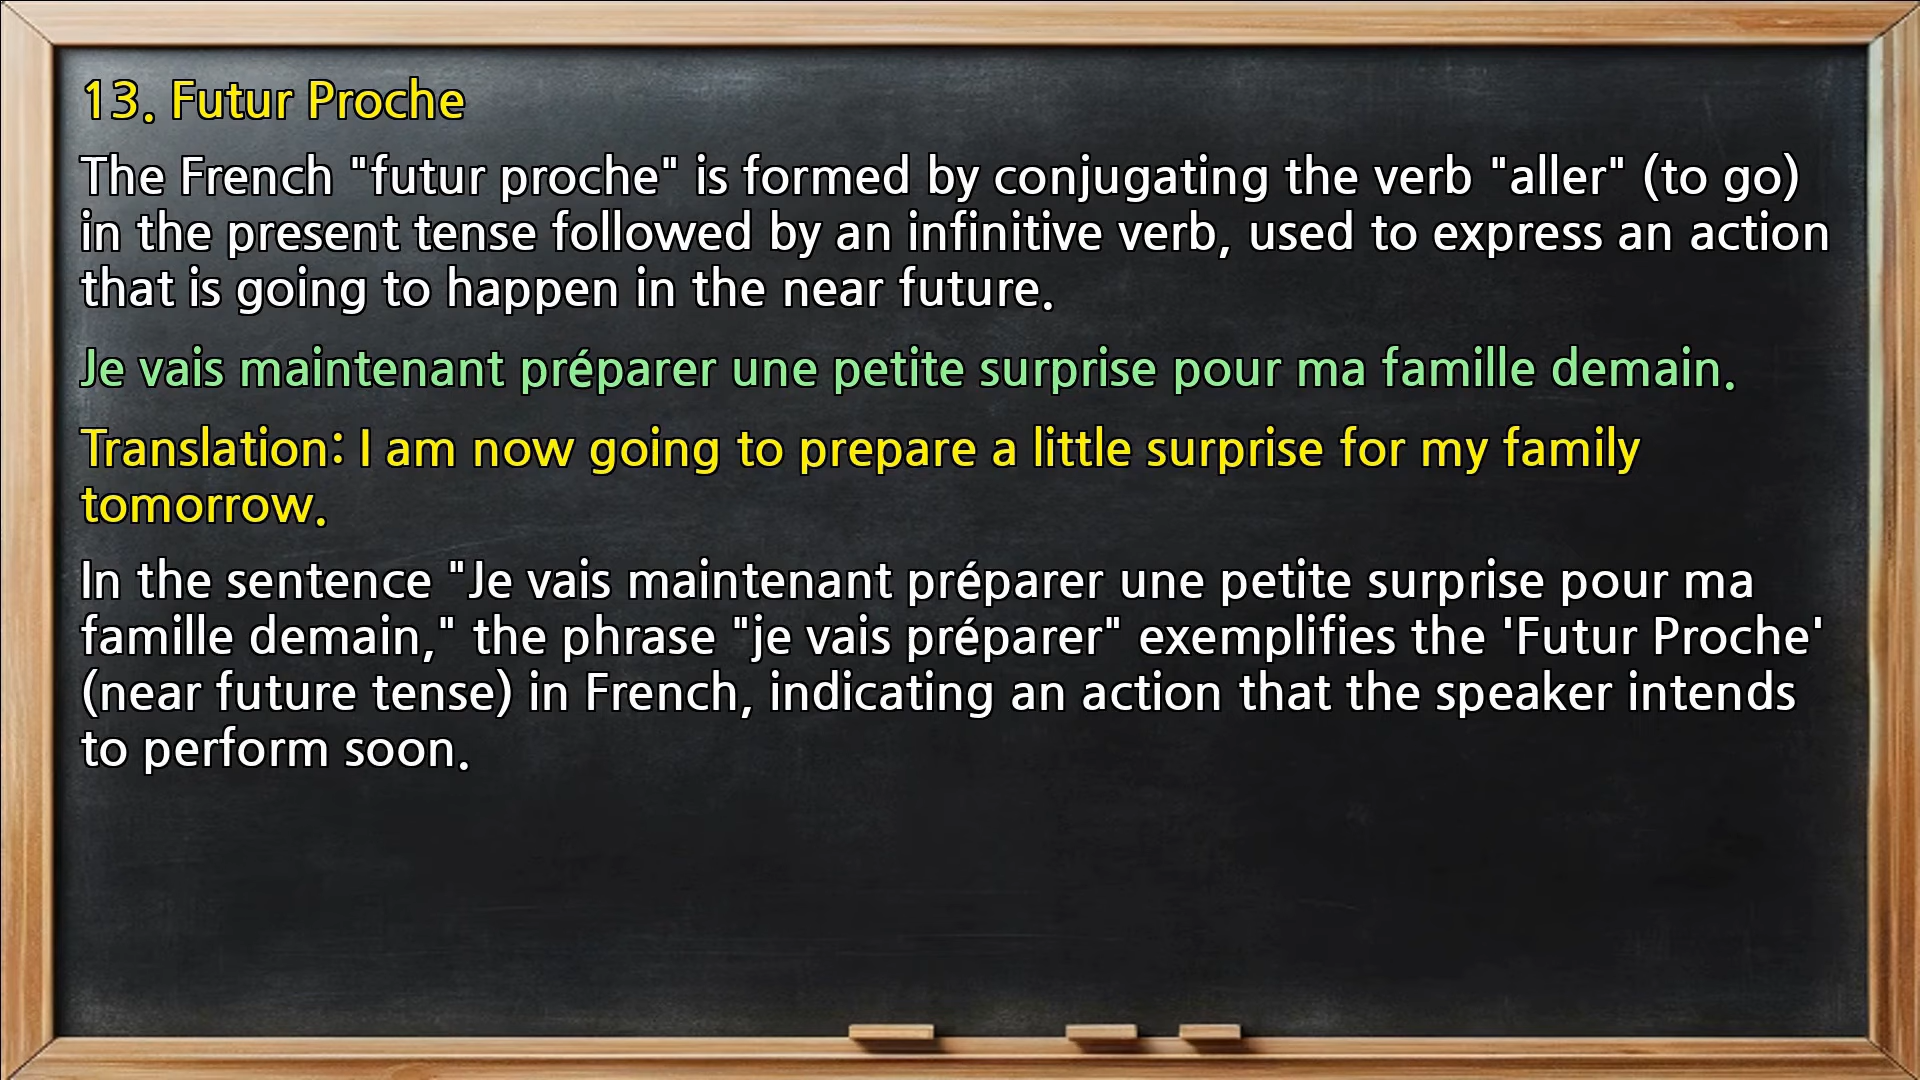 13. Futur Proche
The French "futur proche" is formed by conjugating the verb "aller" (to go)
in the present tense followed by an infinitive verb, used to express an action
that is going to happen in the near future.
Je vais maintenant préparer une petite surprise pour ma famille demain.
Translation: I am now going to prepare a little surprise for my family
tomorrow.
In the sentence "Je vais maintenant préparer une petite surprise pour ma
famille demain," the phrase "je vais préparer" exemplifies the 'Futur Proche'
(near future tense) in French, indicating an action that the speaker intends
to perform soon.